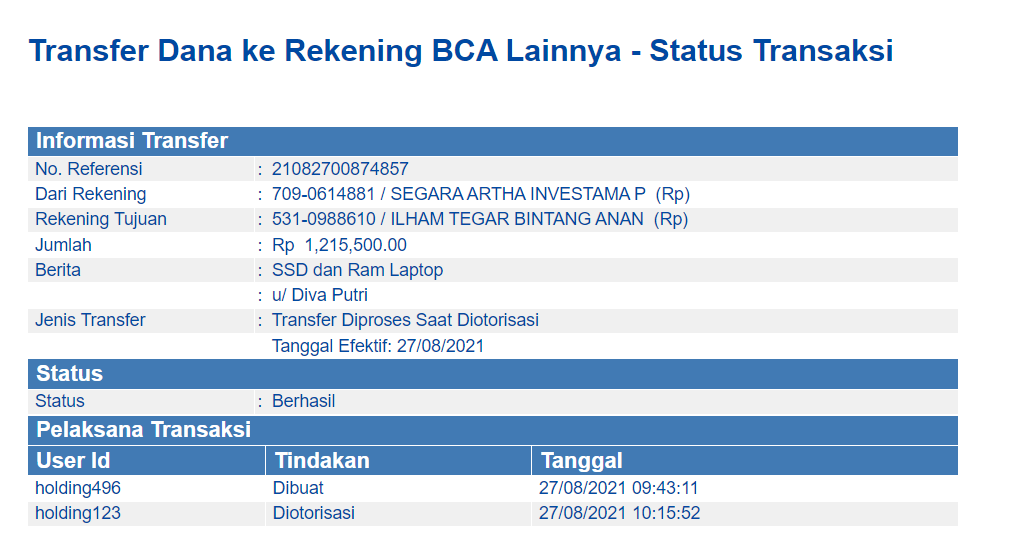 Transfer Dana ke Rekening BCA Lainnya - Status Transaksi
Informasi Transfer
No. Referensi : 21082700874857
Dari Rekening : 709-0614881 / SEGARA ARTHA INVESTAMA P (Rp)
Rekening Tujuan : 531-0988610 / ILHAM TEGAR BINTANG ANAN (Rp)
Jumlah : Rp 1,215,500.00
Berita : SSD dan Ram Laptop
: u/ Diva Putri
Jenis Transfer : Transfer Diproses Saat Diotorisasi
Tanggal Efektif: 27/08/2021
Status
Status : Berhasil
Pelaksana Transaksi
User Id Tindakan Tanggal
holding496 Dibuat 27/08/2021 09:43:11
holding123 Diotorisasi 27/08/2021 10:15:52